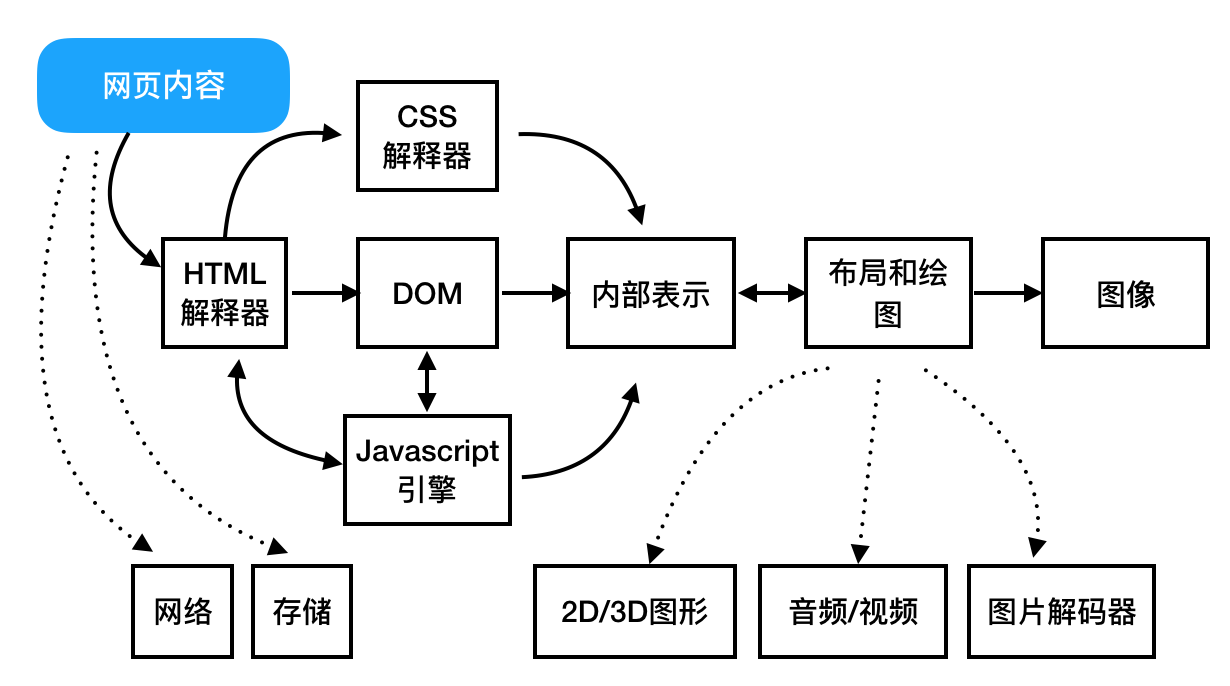 网页内容
CSS
解释器
HTML
解释器
DOM
内部表示
布局和绘
图
图像
Javascript
引擎
网络
存储
2D/3D图形
音频/视频
图片解码器